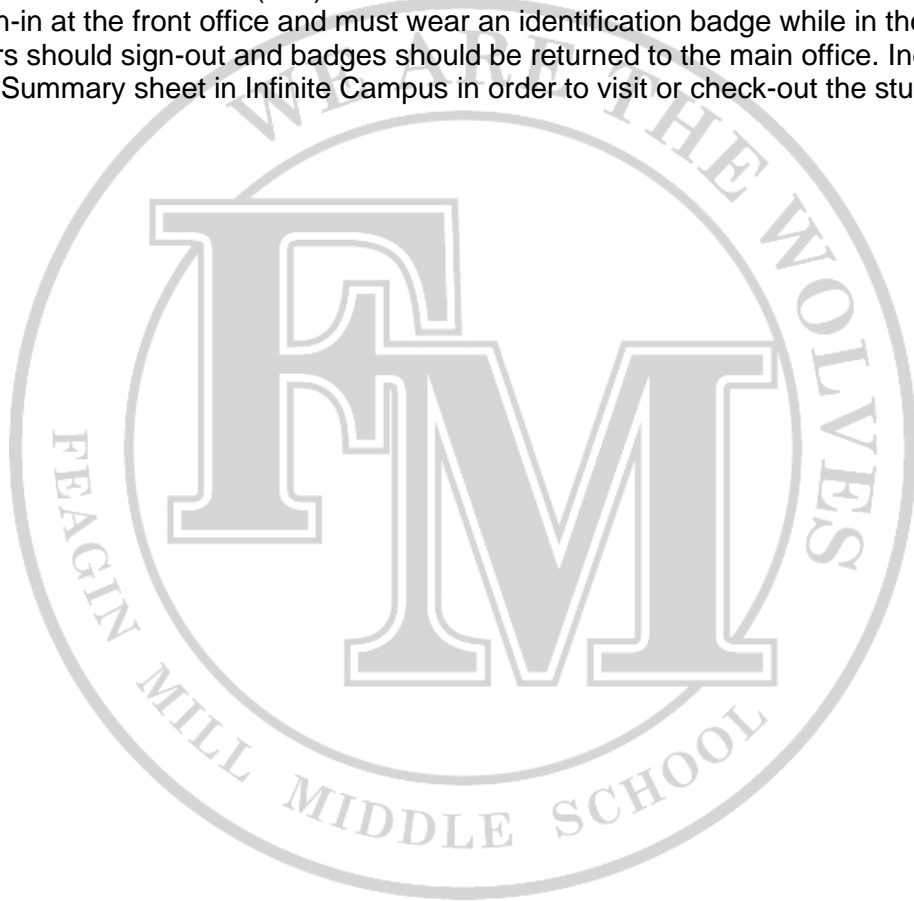 n-in at the front office and must wear an identification badge while in the
rs should sign-out and badges should be returned to the main office. In
Summary sheet in Infinite Campus in order to visit or check-out the stu
WE ARE THE WOLVES
FM
FEAGIN MILL MIDDLE SCHOOL